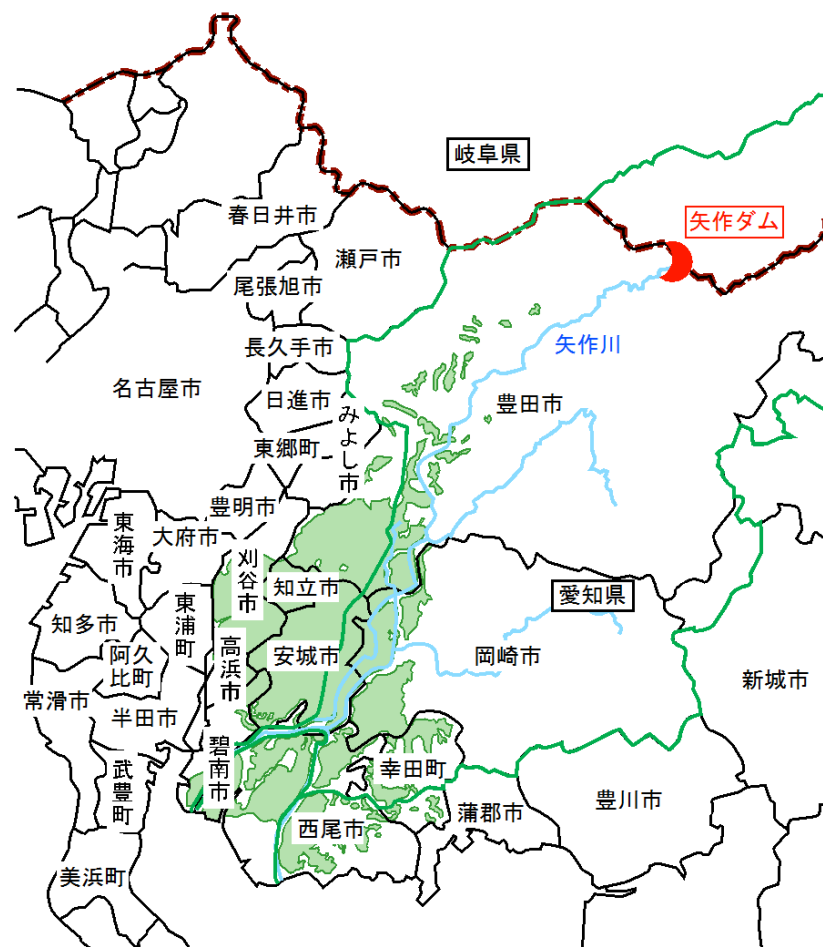 岐阜県
春日井市
矢作ダム
瀬戸市
尾張旭市
長久手市
矢作川
名古屋市
日進市
豊田市
みよし市
東郷町
豊明市
東海市
大府市
刈谷市
知立市
愛知県
東浦町
知多市
高浜市
安城市
岡崎市
阿久
比町
新城市
常滑市
半田市
碧南市
武豊町
幸田町
豊川市
蒲郡市
西尾市
美浜町